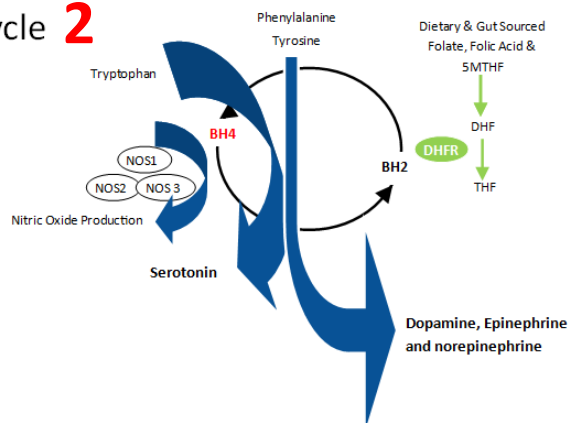 ycle 2
Phenylalanine
Tyrosine
Dietary & Gut Sourced
Folate, Folic Acid &
5MTHF
Tryptophan
BH4
DHF
DHFR
BH2
THF
NOS1
NOS2
NOS 3
Nitric Oxide Production
Serotonin
Dopamine, Epinephrine
and norepinephrine